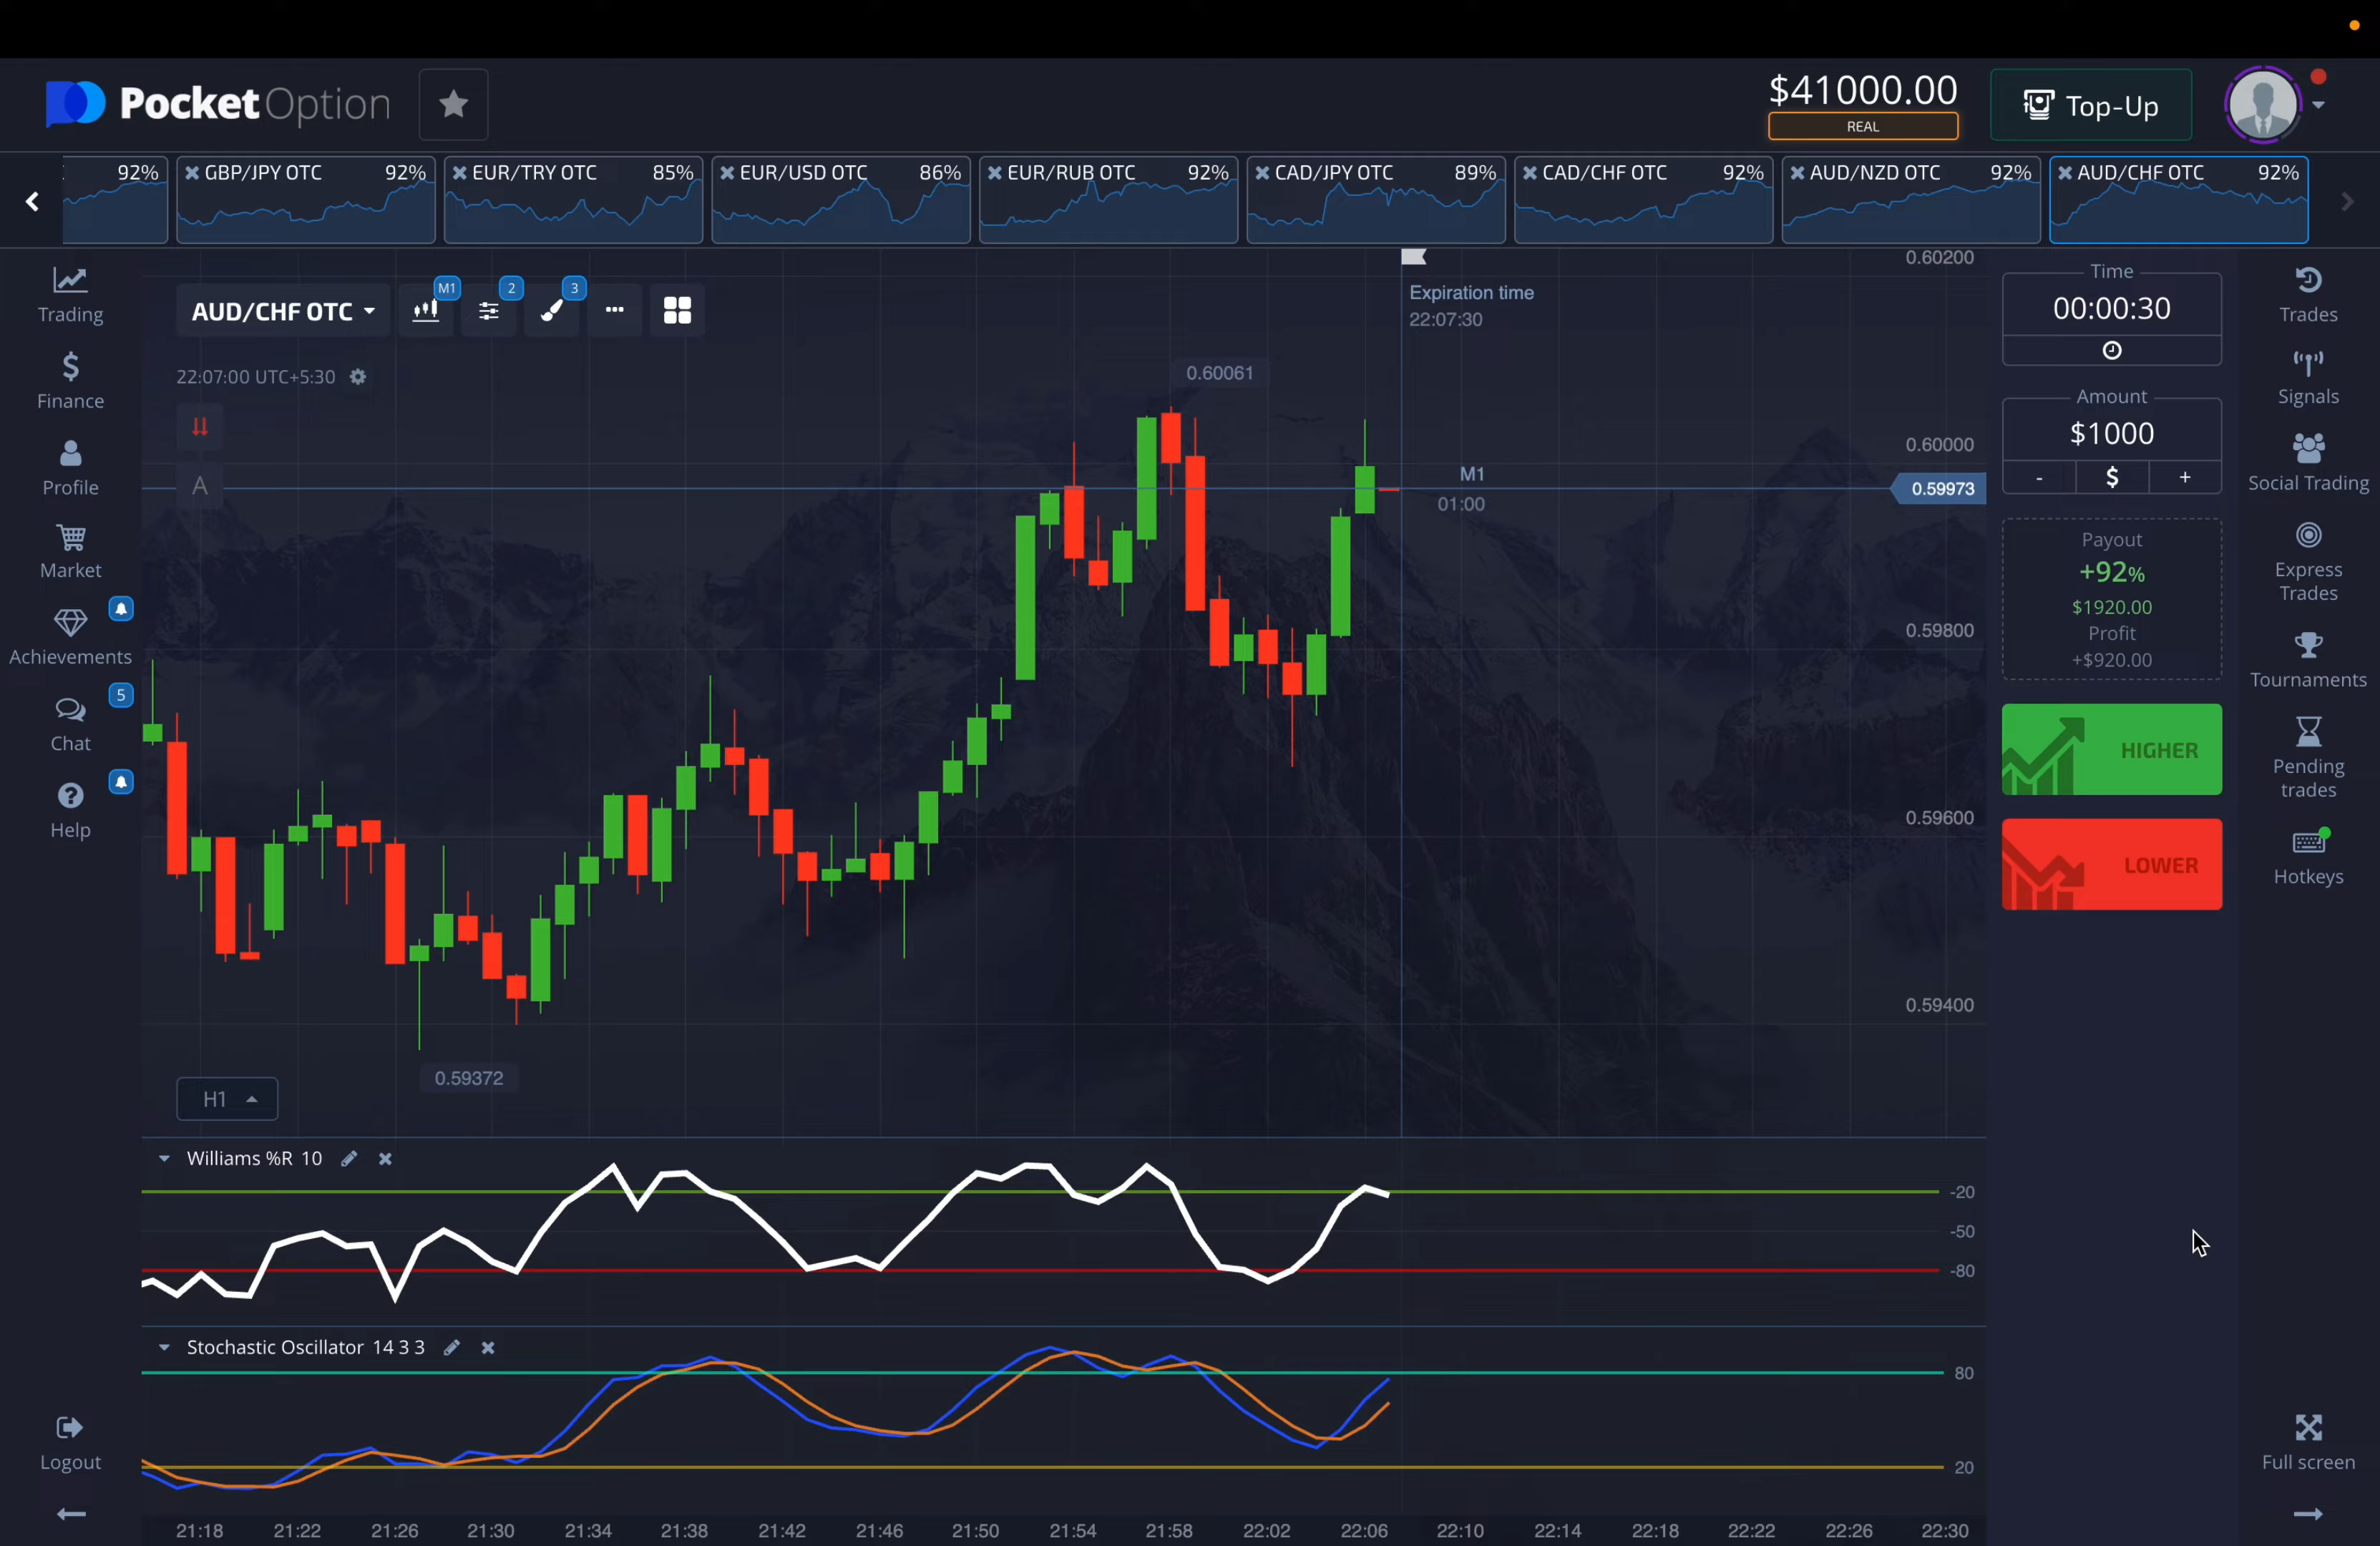 Pocket Option
$41000.00
REAL
Top-Up
92%
GBP/JPY OTC 92%
EUR/TRY OTC 85%
EUR/USD OTC 86%
EUR/RUB OTC 92%
CAD/JPY OTC 89%
CAD/CHF OTC 92%
AUD/NZD OTC 92%
AUD/CHF OTC 92%
Trading
Finance
Profile
Market
Achievements
5
Chat
Help
Logout
AUD/CHF OTC
M1
2
3
22:07:00 UTC+5:30
A
Expiration time
22:07:30
0.60061
M1
01:00
0.59372
H1
0.60200
0.60000
0.59973
0.59800
0.59600
0.59400
Williams %R 10
-20
-50
-80
Stochastic Oscillator 14 3 3
80
20
21:18 21:22 21:26 21:30 21:34 21:38 21:42 21:46 21:50 21:54 21:58 22:02 22:06 22:10 22:14 22:18 22:22 22:26 22:30
Time
00:00:30
Amount
$1000
- $ +
Payout
+92%
$1920.00
Profit
+$920.00
HIGHER
LOWER
Trades
Signals
Social Trading
Express
Trades
Tournaments
Pending
trades
Hotkeys
Full screen